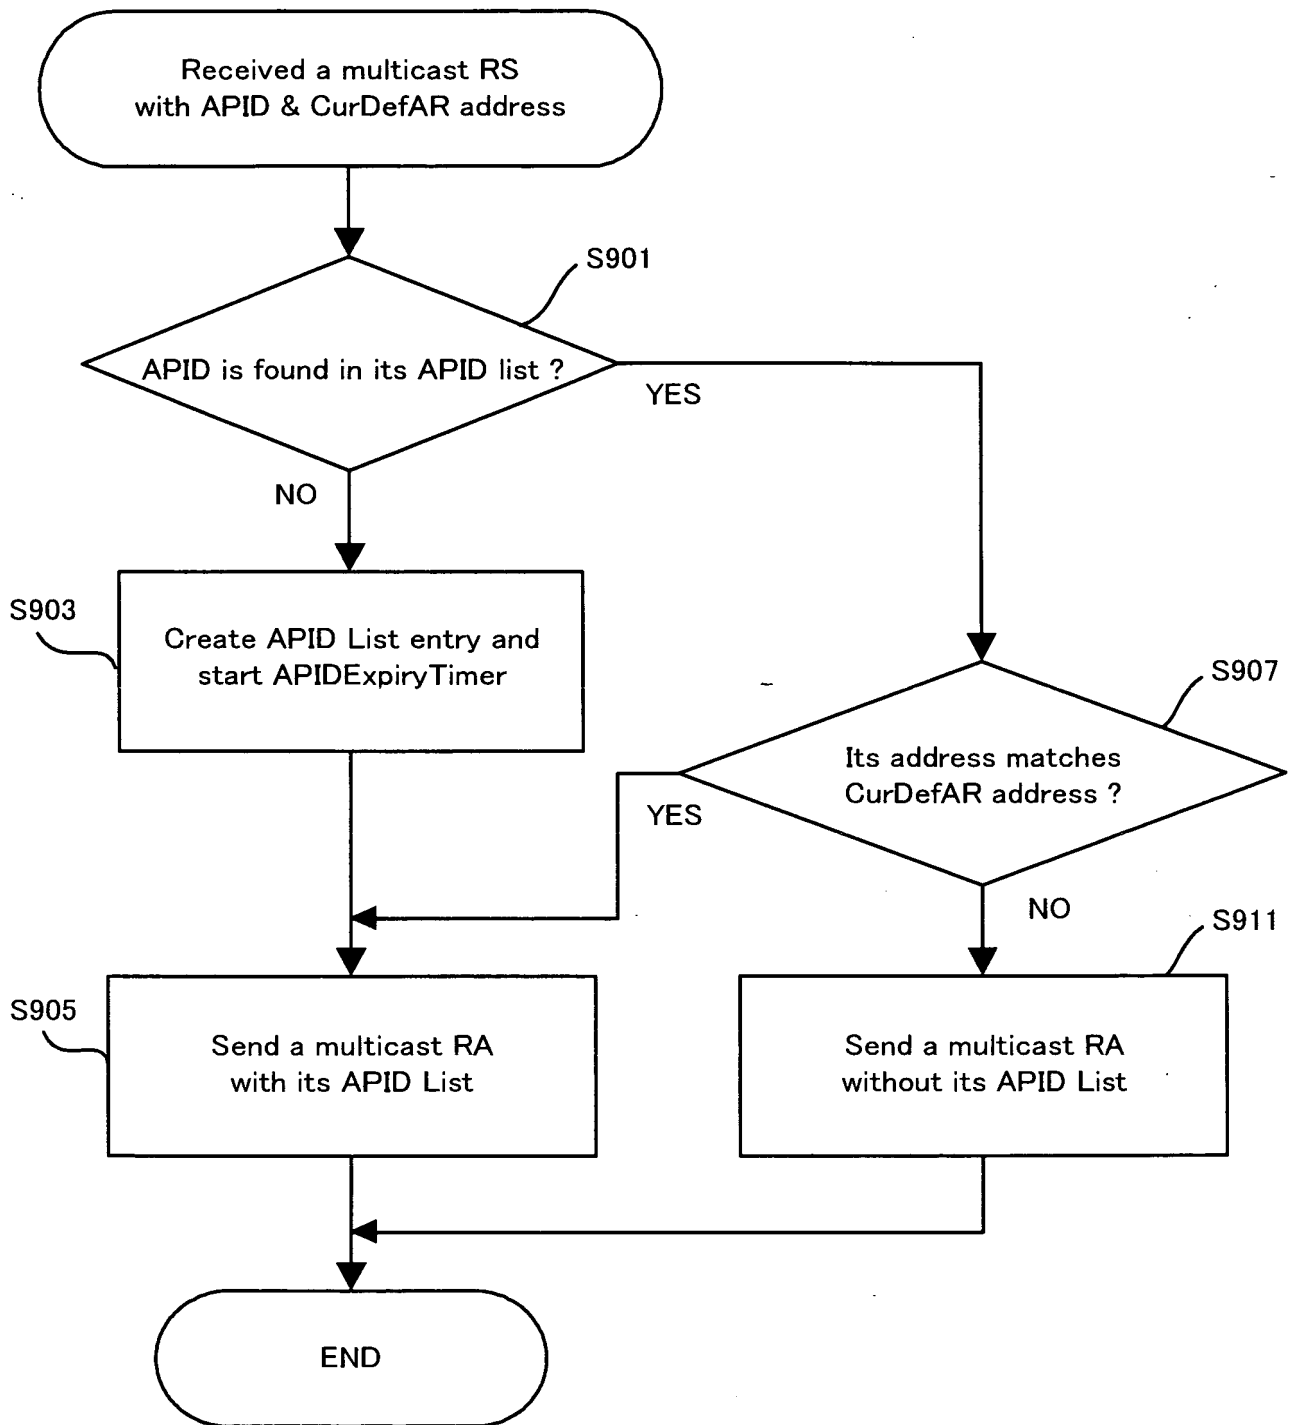 Received a multicast RS
with APID & CurDefAR address
S901
APID is found in its APID list ?
YES
NO
S903
Create APID List entry and
start APIDExpiryTimer
S907
Its address matches
CurDefAR address ?
YES
NO
S911
S905
Send a multicast RA
with its APID List
Send a multicast RA
without its APID List
END